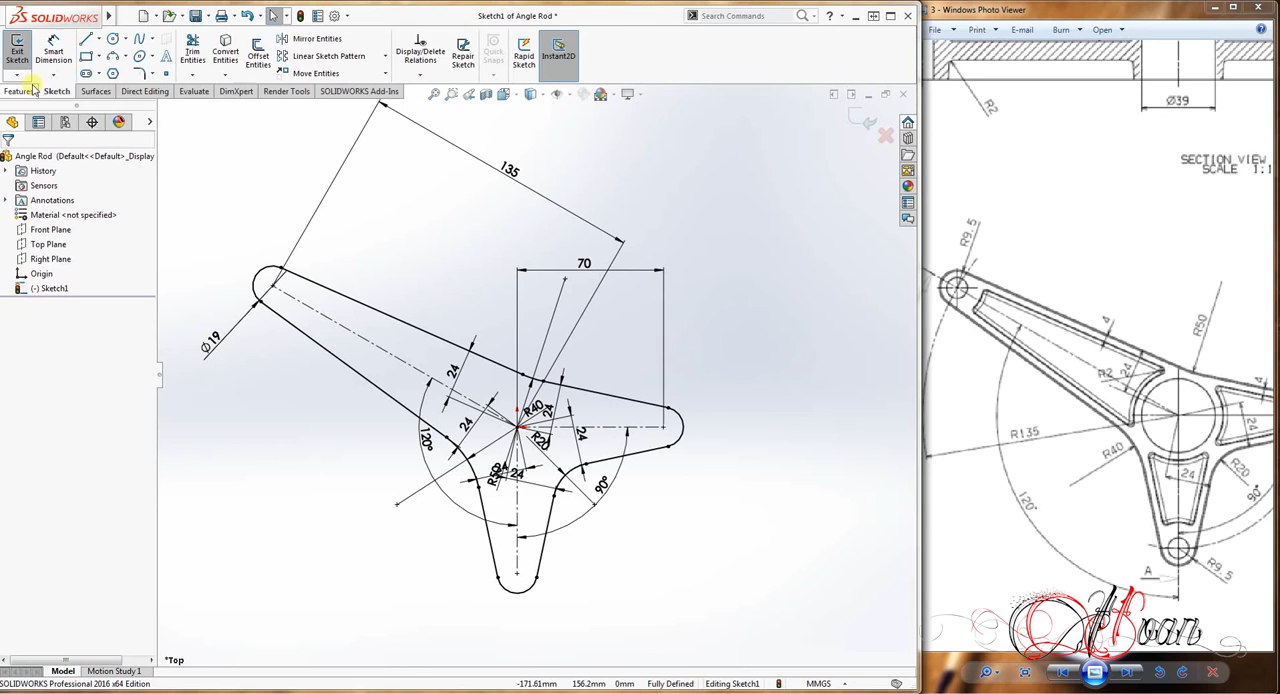 SOLIDWORKS
Sketch1 of Angle Rod *
Search Commands
?
3 - Windows Photo Viewer
File
Print
E-mail
Burn
Open
Exit Sketch
Smart Dimension
Trim Entities
Convert Entities
Offset Entities
Mirror Entities
Linear Sketch Pattern
Move Entities
Display/Delete Relations
Repair Sketch
Quick Snaps
Rapid Sketch
Instant2D
Sketch
Surfaces
Direct Editing
Evaluate
DimXpert
Render Tools
SOLIDWORKS Add-Ins
Angle Rod (Default<<Default>_Display
History
Sensors
Annotations
Material <not specified>
Front Plane
Top Plane
Right Plane
Origin
(-) Sketch1
135
70
Ø19
24
24
R40
24
24
R20
120°
24
90°
*Top
R2
Ø39
SECTION VIEW
SCALE 1:1
R9.5
R50
4
4
24
R2
24
R135
R40
R20
24
90°
120°
A
R9.5
Model
Motion Study 1
SOLIDWORKS Professional 2016 x64 Edition
-171.61mm
156.2mm
0mm
Fully Defined
Editing Sketch1
MMGS